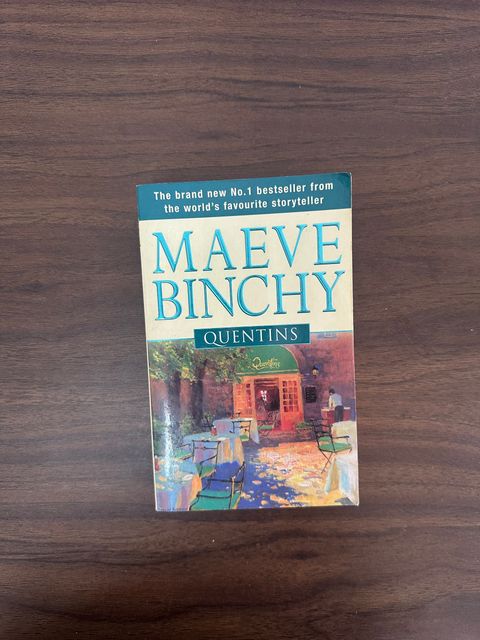 The brand new No.1 bestseller from
the world's favourite storyteller
MAEVE
BINCHY
QUENTINS
Quentins